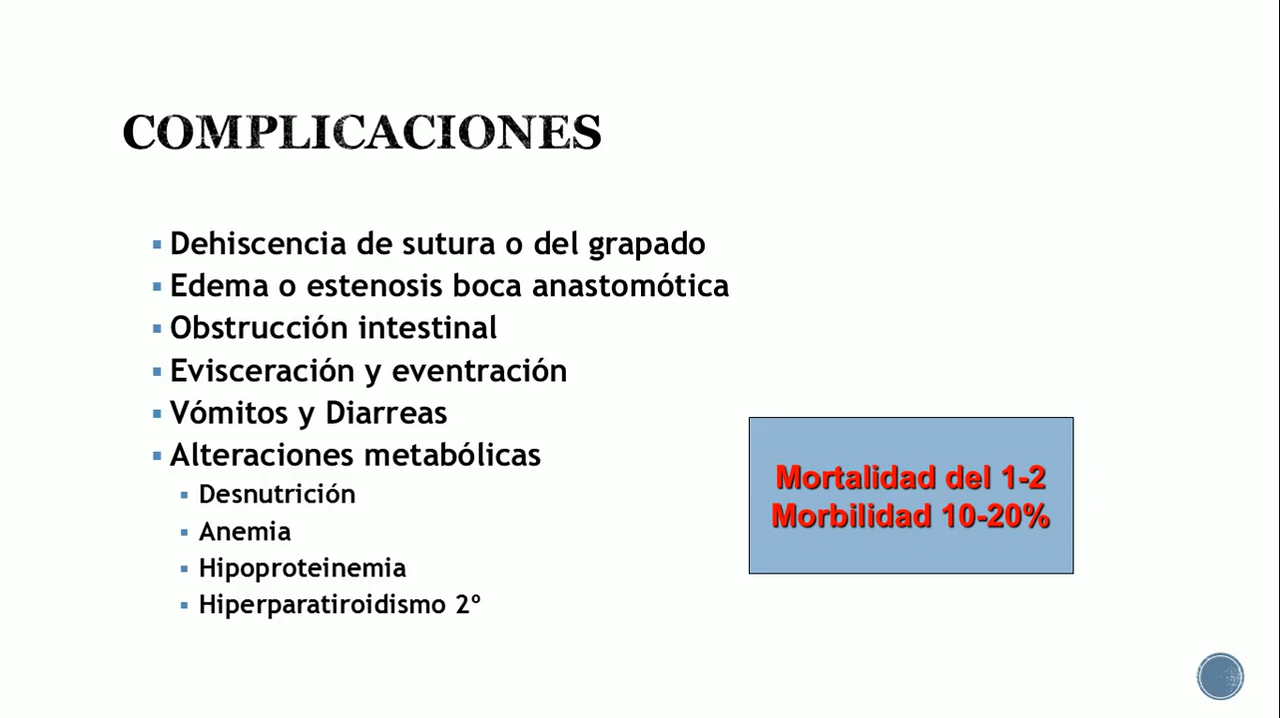 COMPLICACIONES
Dehiscencia de sutura o del grapado
Edema o estenosis boca anastomótica
Obstrucción intestinal
Evisceración y eventración
Vómitos y Diarreas
Alteraciones metabólicas
Desnutrición
Anemia
Hipoproteinemia
Hiperparatiroidismo 2º
Mortalidad del 1-2
Morbilidad 10-20%